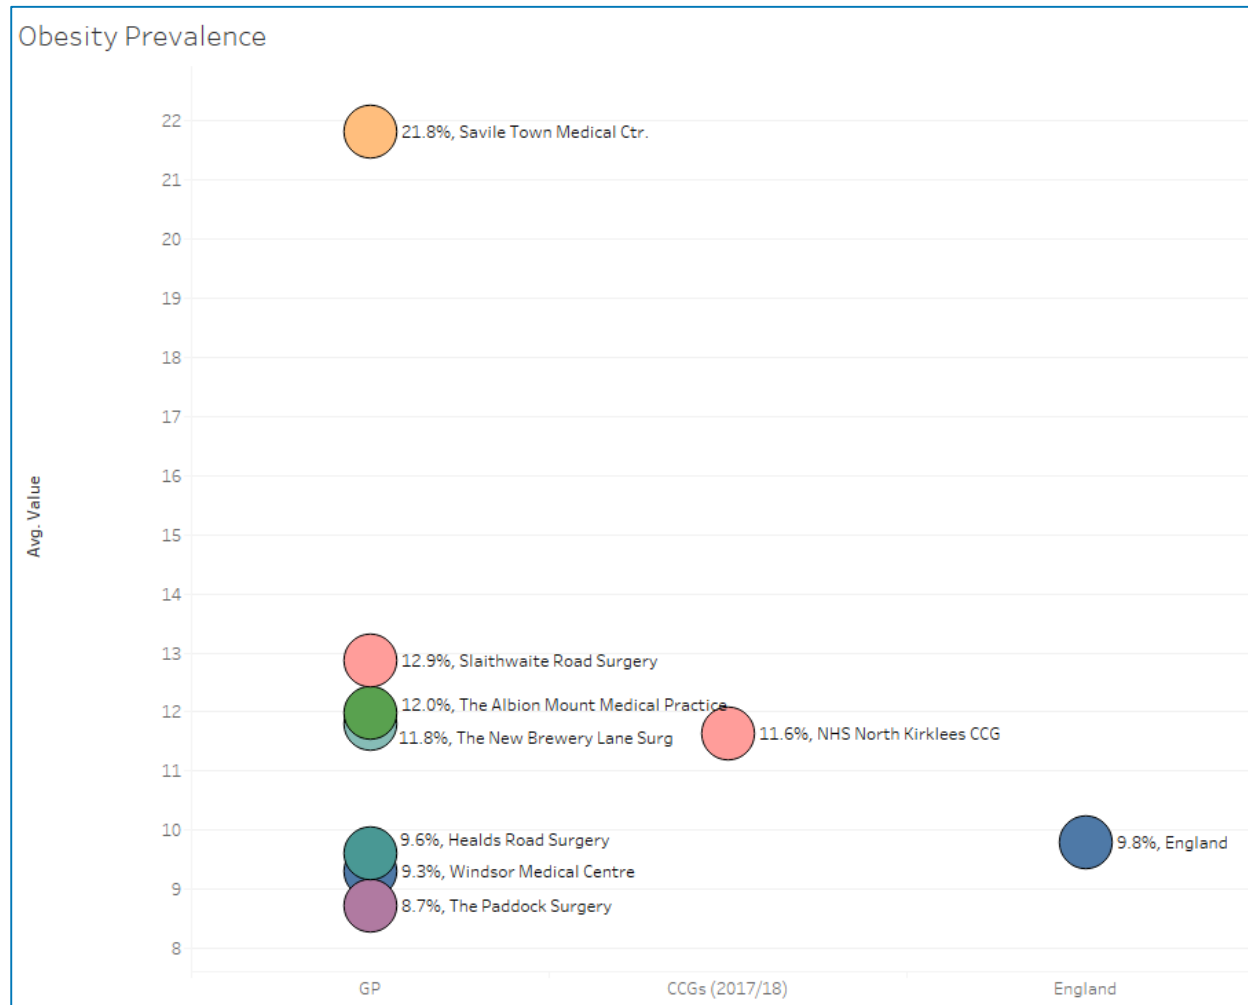 Obesity Prevalence
22
21.8%, Savile Town Medical Ctr.
21
20
19
18
17
16
Avg. Value
15
14
13
12.9%, Slaithwaite Road Surgery
12
12.0%, The Albion Mount Medical Practice
11.8%, The New Brewery Lane Surg
11.6%, NHS North Kirklees CCG
11
10
9.6%, Healds Road Surgery
9.8%, England
9.3%, Windsor Medical Centre
9
8.7%, The Paddock Surgery
8
GP
CCGs (2017/18)
England